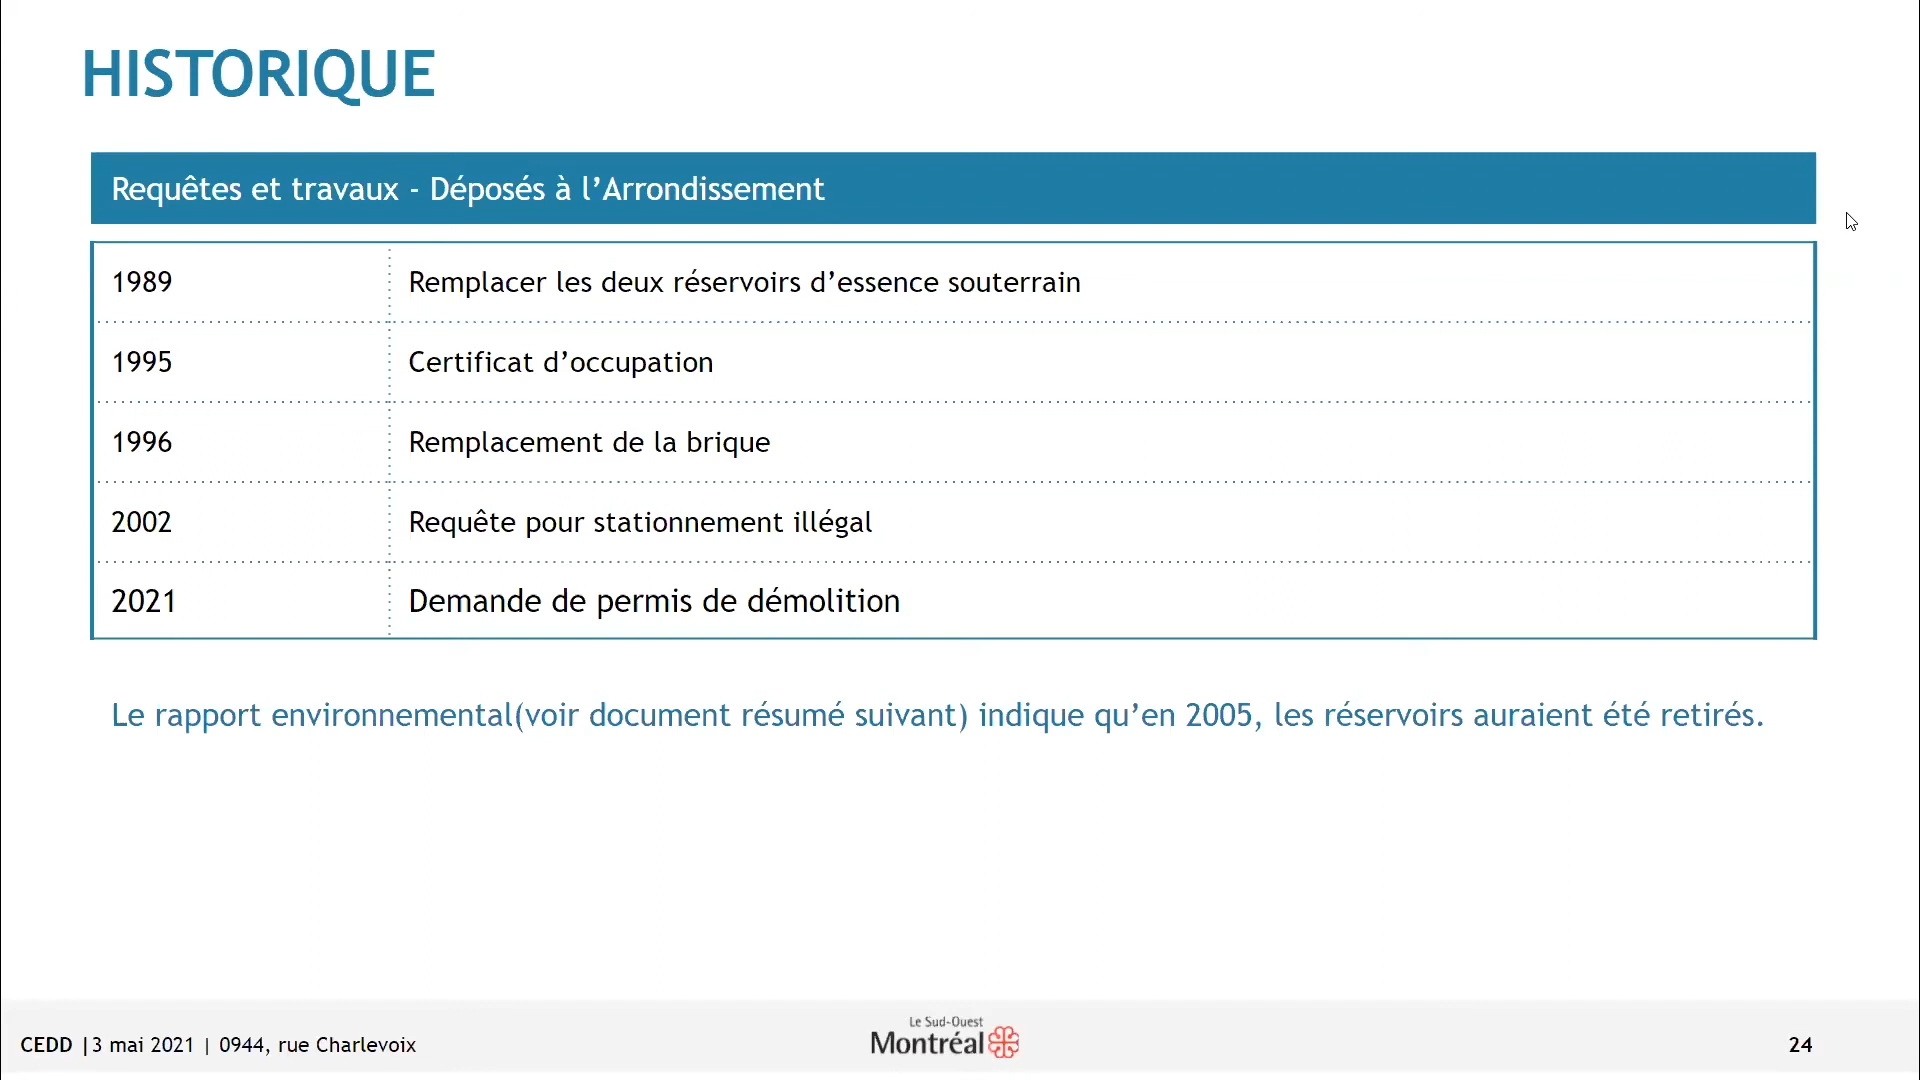 HISTORIQUE
Requêtes et travaux - Déposés à l’Arrondissement
1989 Remplacer les deux réservoirs d’essence souterrain
1995 Certificat d’occupation
1996 Remplacement de la brique
2002 Requête pour stationnement illégal
2021 Demande de permis de démolition
Le rapport environnemental(voir document résumé suivant) indique qu’en 2005, les réservoirs auraient été retirés.
CEDD |3 mai 2021 | 0944, rue Charlevoix
Le Sud-Ouest
Montréal
24